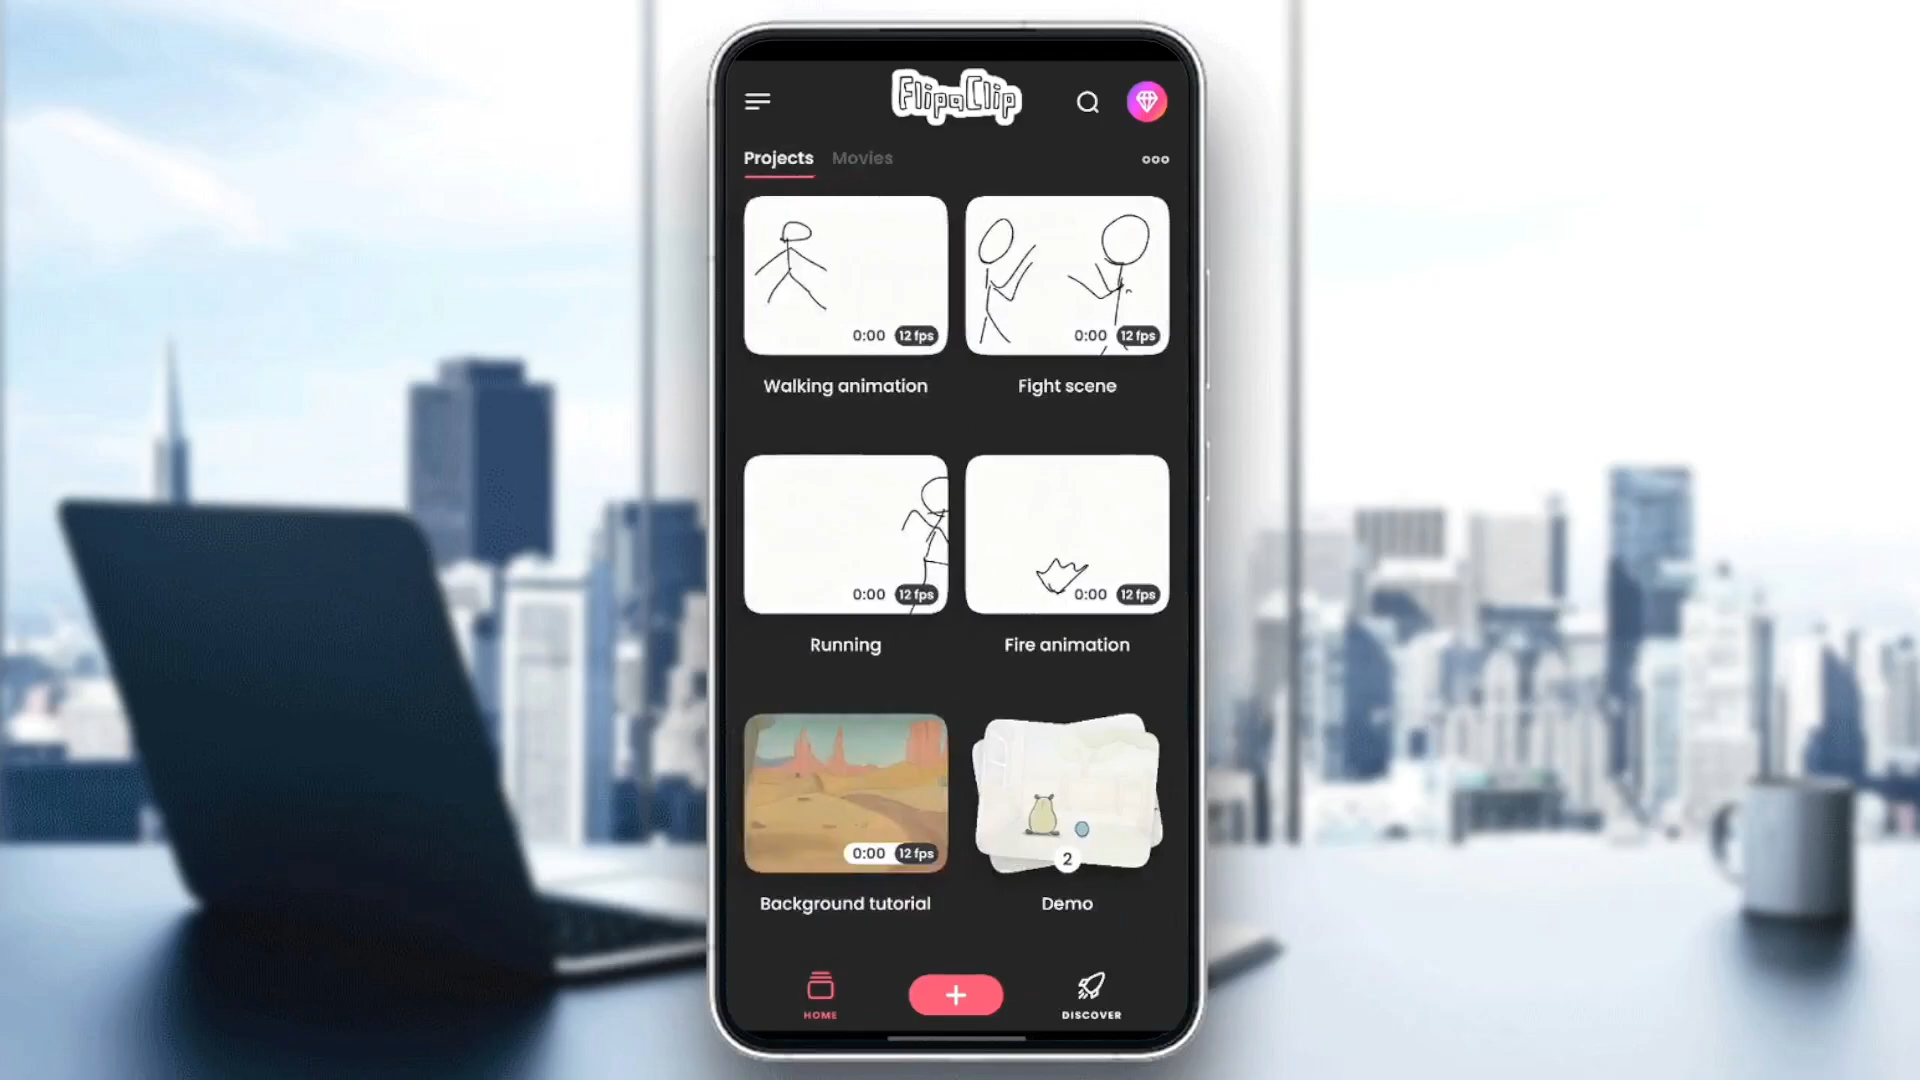 FlipaClip
Projects Movies
0:00 12 fps
0:00 12 fps
Walking animation
Fight scene
0:00 12 fps
0:00 12 fps
Running
Fire animation
0:00 12 fps
2
Background tutorial
Demo
HOME
DISCOVER